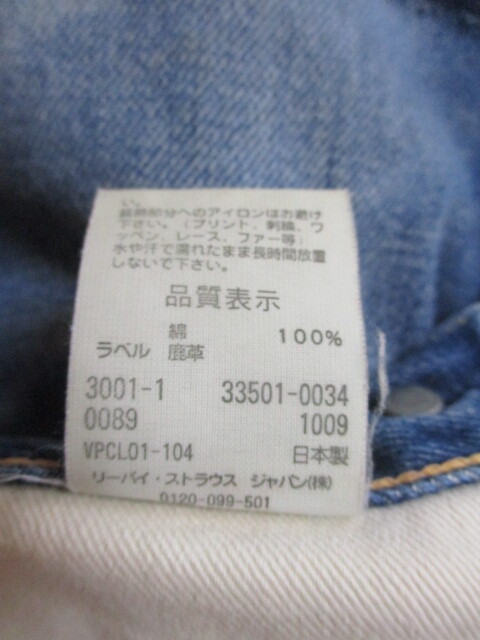 い。
装飾部分へのアイロンはお避け
下さい。（プリント、刺繍、ワ
ッペン、レース、ファー等）
水や汗で濡れたまま長時間放置
しないで下さい。
品質表示
綿 100%
ラベル 鹿革
3001-1 33501-0034
0089 1009
VPCL01-104 日本製
リーバイ・ストラウス ジャパン(株)
0120-099-501